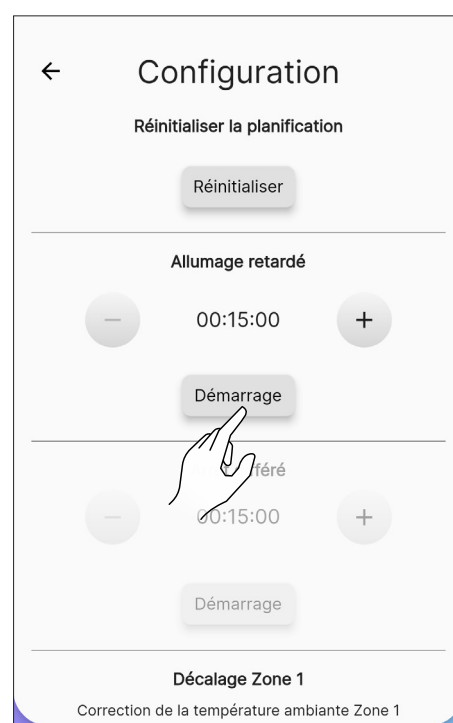 Configuration
Réinitialiser la planification
Réinitialiser
Allumage retardé
00:15:00
Démarrage
00:15:00
Démarrage
Décalage Zone 1
Correction de la température ambiante Zone 1